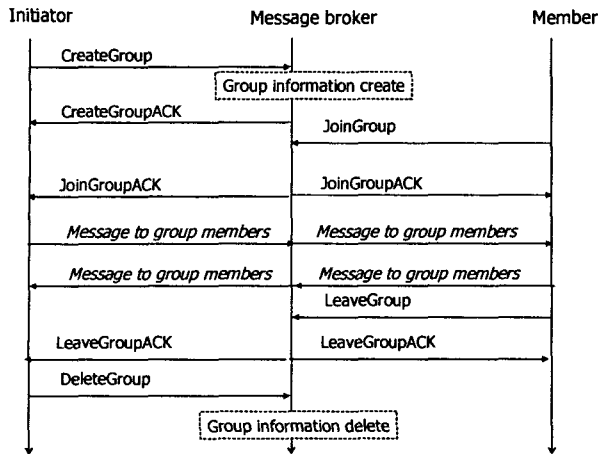 Initiator Message broker Member
CreateGroup
Group information create
CreateGroupACK
JoinGroup
JoinGroupACK JoinGroupACK
Message to group members Message to group members
Message to group members Message to group members
LeaveGroup
LeaveGroupACK LeaveGroupACK
DeleteGroup
Group information delete